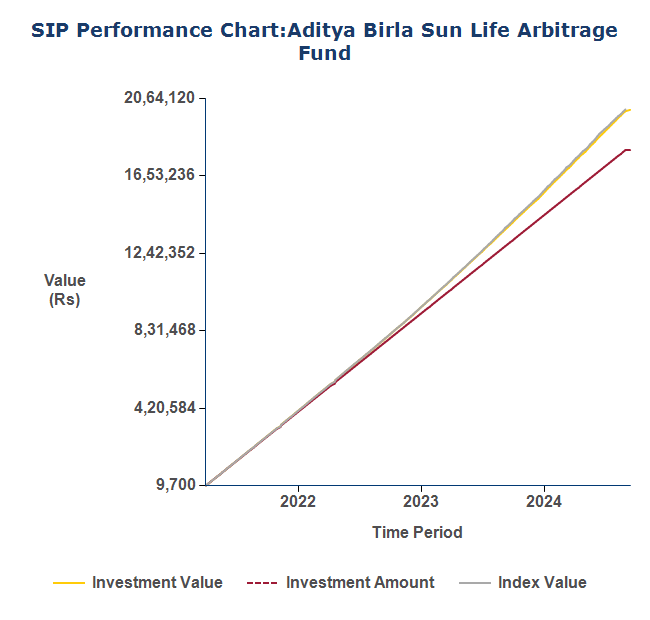 SIP Performance Chart:Aditya Birla Sun Life Arbitrage
Fund
20,64,120
16,53,236
12,42,352
8,31,468
4,20,584
9,700
Value
(Rs)
2022 2023 2024
Time Period
Investment Value Investment Amount Index Value